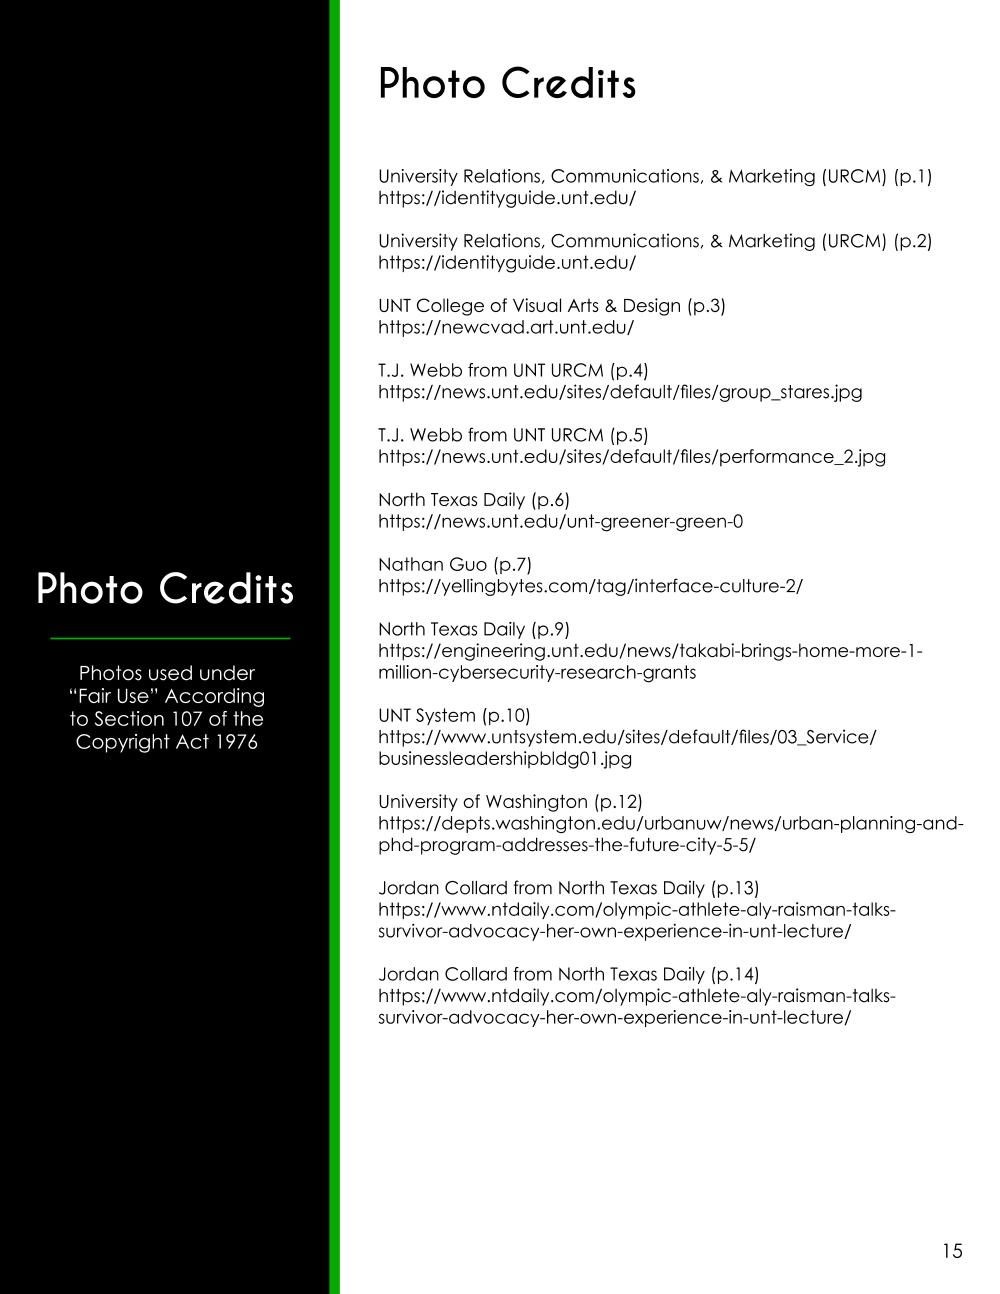 Photo Credits
Photos used under
“Fair Use” According
to Section 107 of the
Copyright Act 1976
Photo Credits
University Relations, Communications, & Marketing (URCM) (p.1)
https://identityguide.unt.edu/
University Relations, Communications, & Marketing (URCM) (p.2)
https://identityguide.unt.edu/
UNT College of Visual Arts & Design (p.3)
https://newcvad.art.unt.edu/
T.J. Webb from UNT URCM (p.4)
https://news.unt.edu/sites/default/files/group_stares.jpg
T.J. Webb from UNT URCM (p.5)
https://news.unt.edu/sites/default/files/performance_2.jpg
North Texas Daily (p.6)
https://news.unt.edu/unt-greener-green-0
Nathan Guo (p.7)
https://yellingbytes.com/tag/interface-culture-2/
North Texas Daily (p.9)
https://engineering.unt.edu/news/takabi-brings-home-more-1-
million-cybersecurity-research-grants
UNT System (p.10)
https://www.untsystem.edu/sites/default/files/03_Service/
businessleadershipbldg01.jpg
University of Washington (p.12)
https://depts.washington.edu/urbanuw/news/urban-planning-and-
phd-program-addresses-the-future-city-5-5/
Jordan Collard from North Texas Daily (p.13)
https://www.ntdaily.com/olympic-athlete-aly-raisman-talks-
survivor-advocacy-her-own-experience-in-unt-lecture/
Jordan Collard from North Texas Daily (p.14)
https://www.ntdaily.com/olympic-athlete-aly-raisman-talks-
survivor-advocacy-her-own-experience-in-unt-lecture/
15